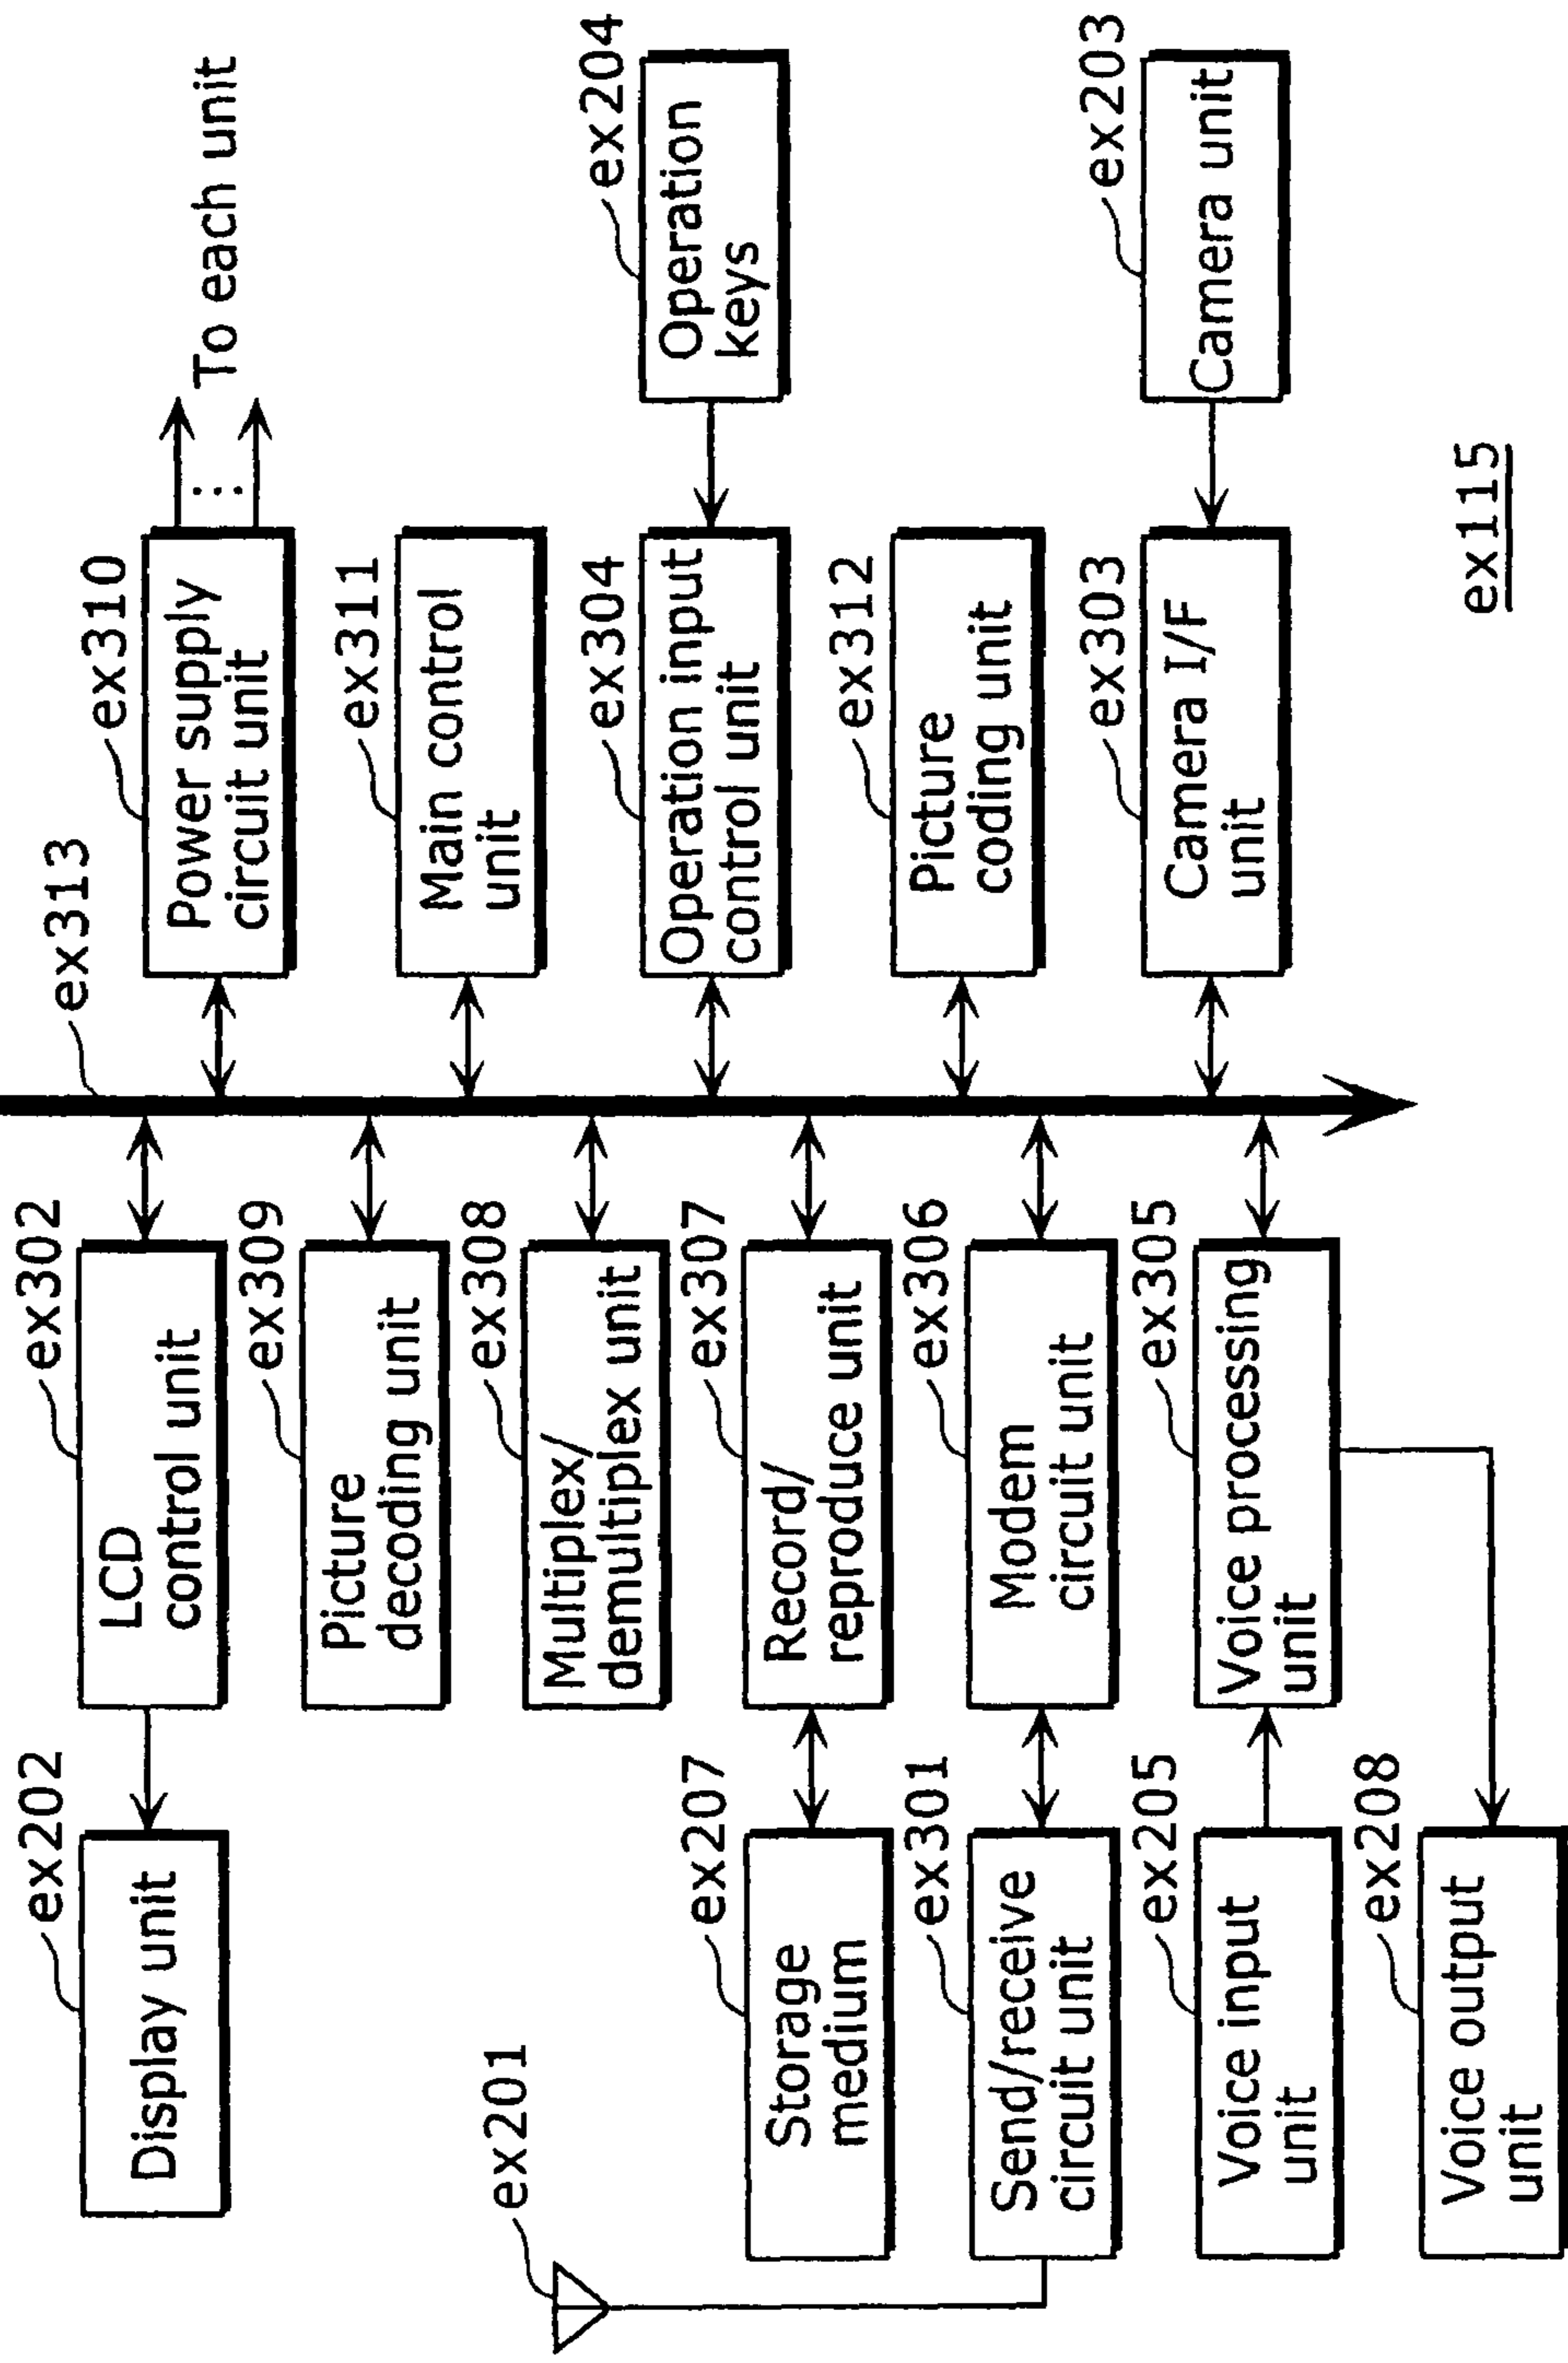 ex313
ex202
Display unit
ex302
LCD
control unit
ex310
Power supply
circuit unit
To each unit
ex309
Picture
decoding unit
ex311
Main control
unit
ex201
ex308
Multiplex/
demultiplex unit
ex304
Operation input
control unit
ex204
Operation
keys
ex207
Storage
medium
ex307
Record/
reproduce unit
ex312
Picture
coding unit
ex301
Send/receive
circuit unit
ex306
Modem
circuit unit
ex303
Camera I/F
unit
ex203
Camera unit
ex205
Voice input
unit
ex305
Voice processing
unit
ex208
Voice output
unit
ex115